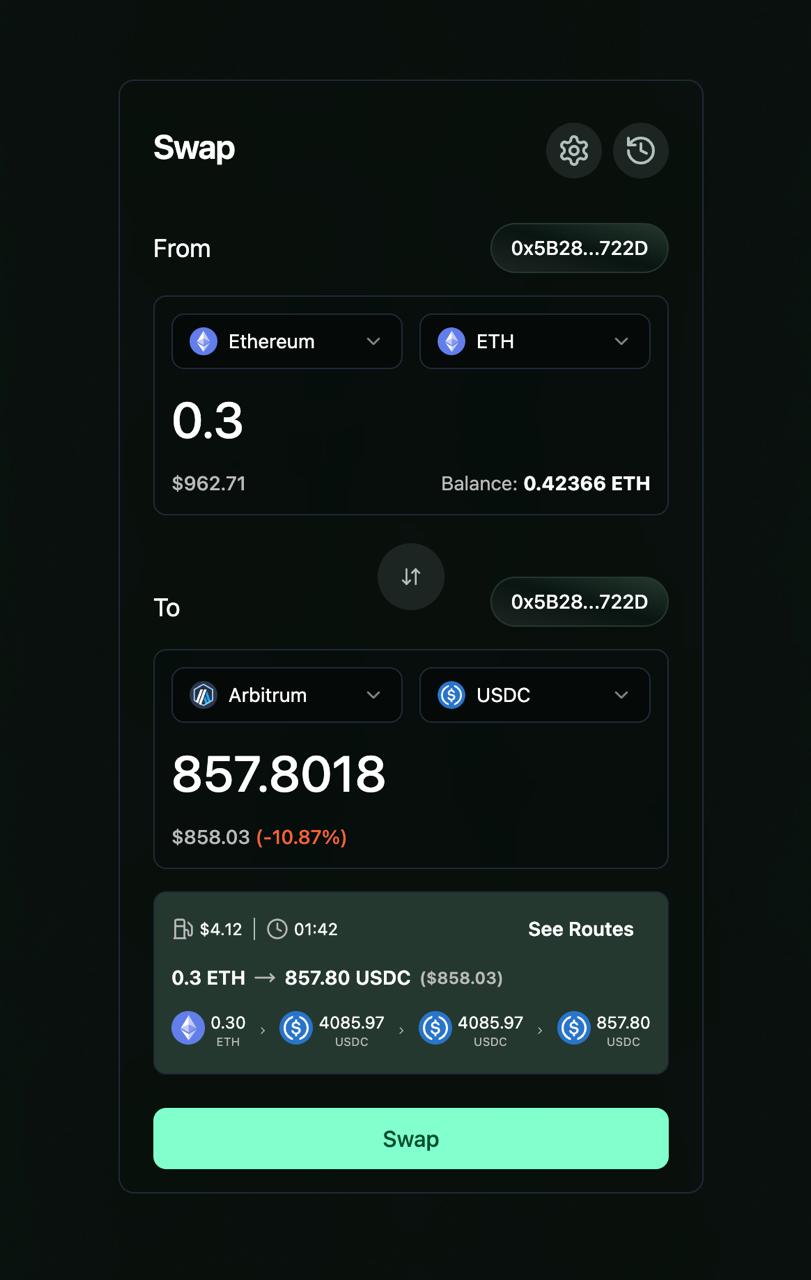 Swap
From
0x5B28...722D
Ethereum
ETH
0.3
$962.71
Balance: 0.42366 ETH
To
0x5B28...722D
Arbitrum
USDC
857.8018
$858.03 (-10.87%)
$4.12 | 01:42
See Routes
0.3 ETH → 857.80 USDC ($858.03)
0.30 › 4085.97 › 4085.97 › 857.80
ETH USDC USDC USDC
Swap